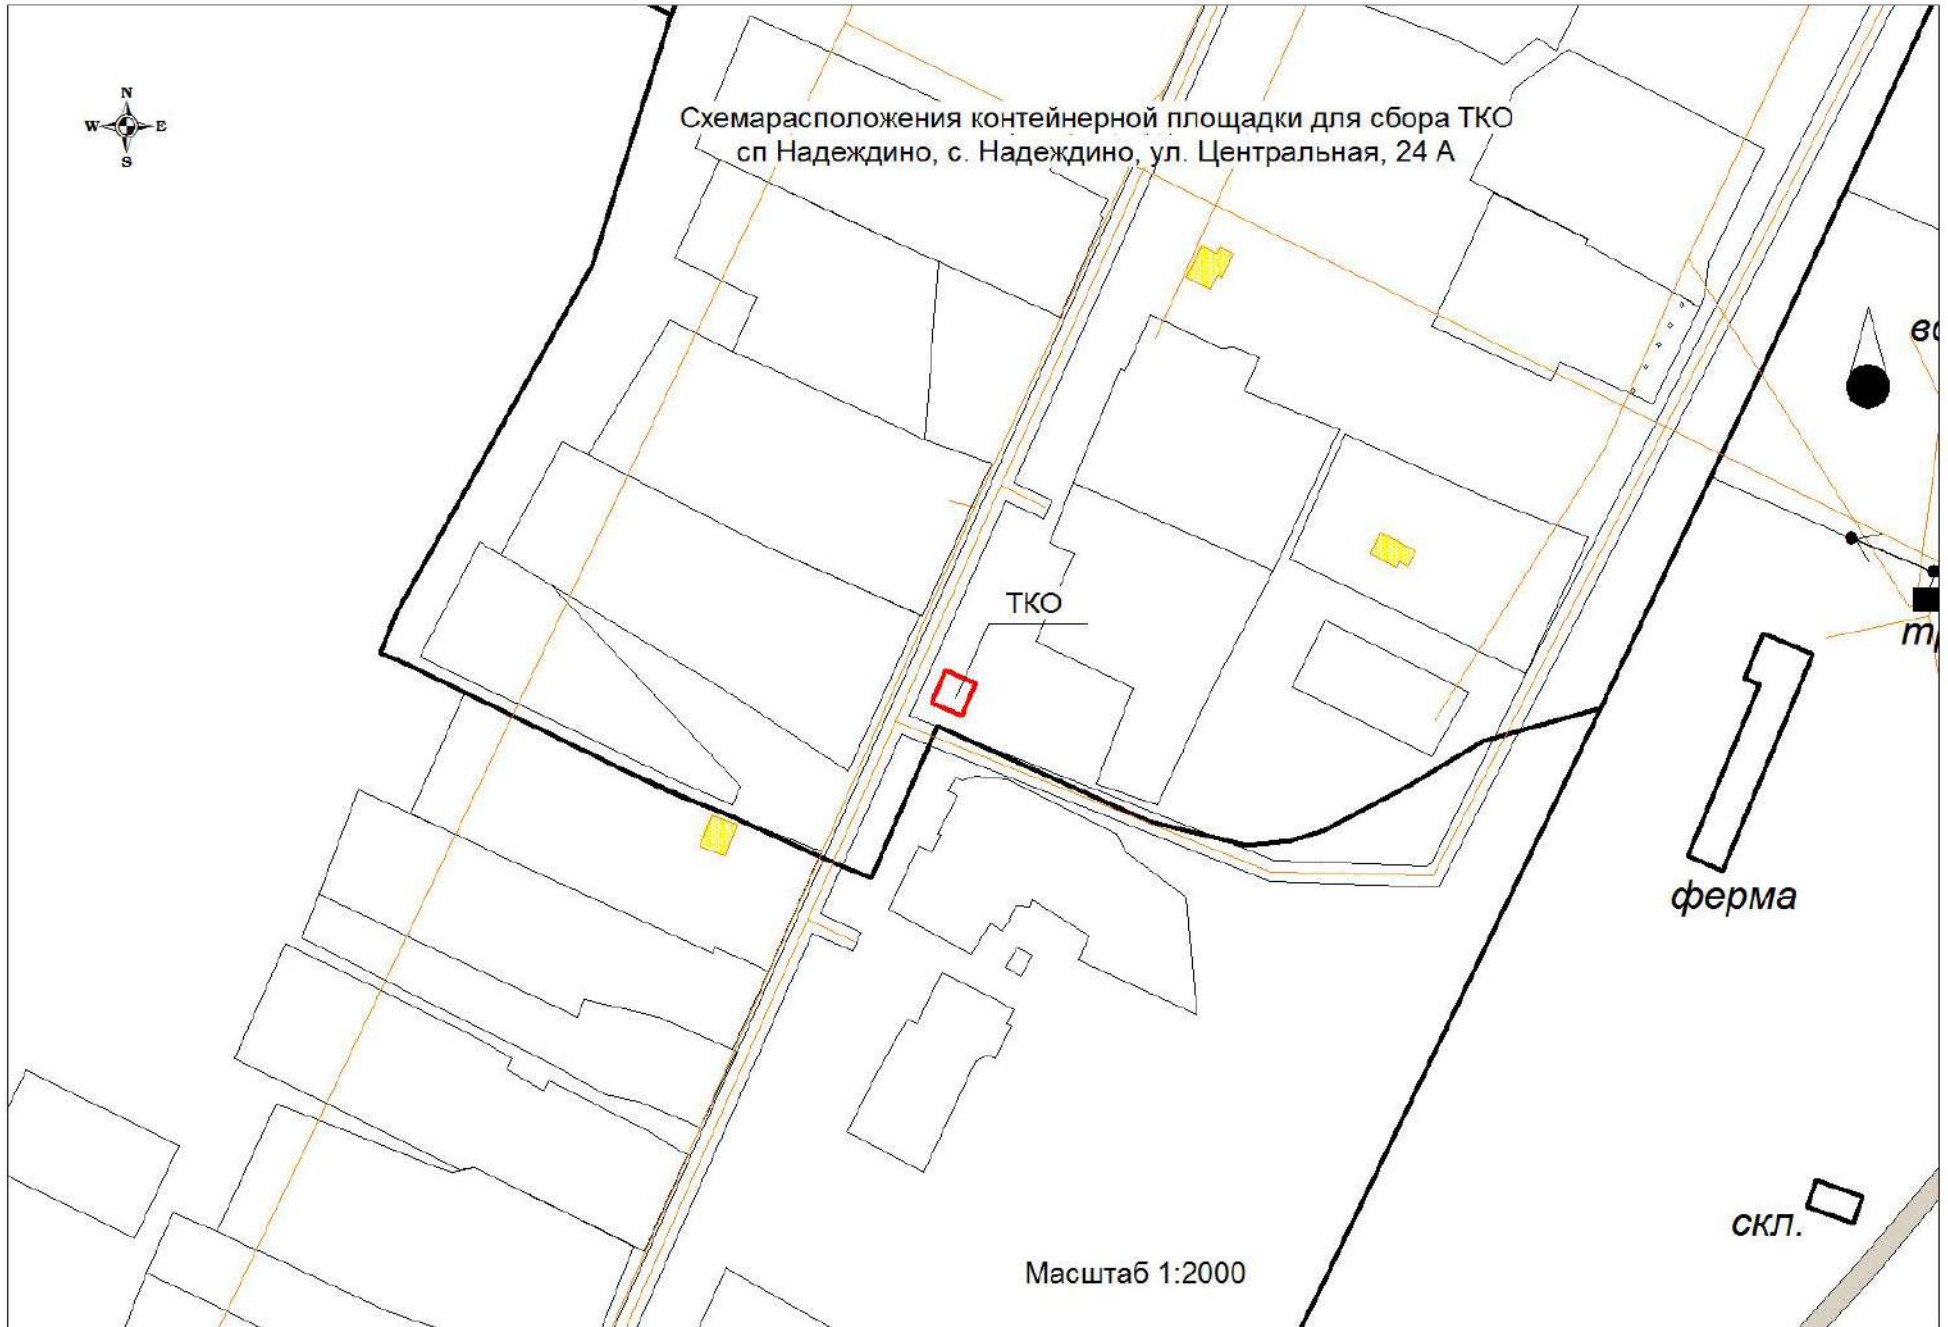 N
W E
S
Схемарасположения контейнерной площадки для сбора ТКО
сп Надеждино, с. Надеждино, ул. Центральная, 24 А
ТКО
ферма
скл.
Масштаб 1:2000